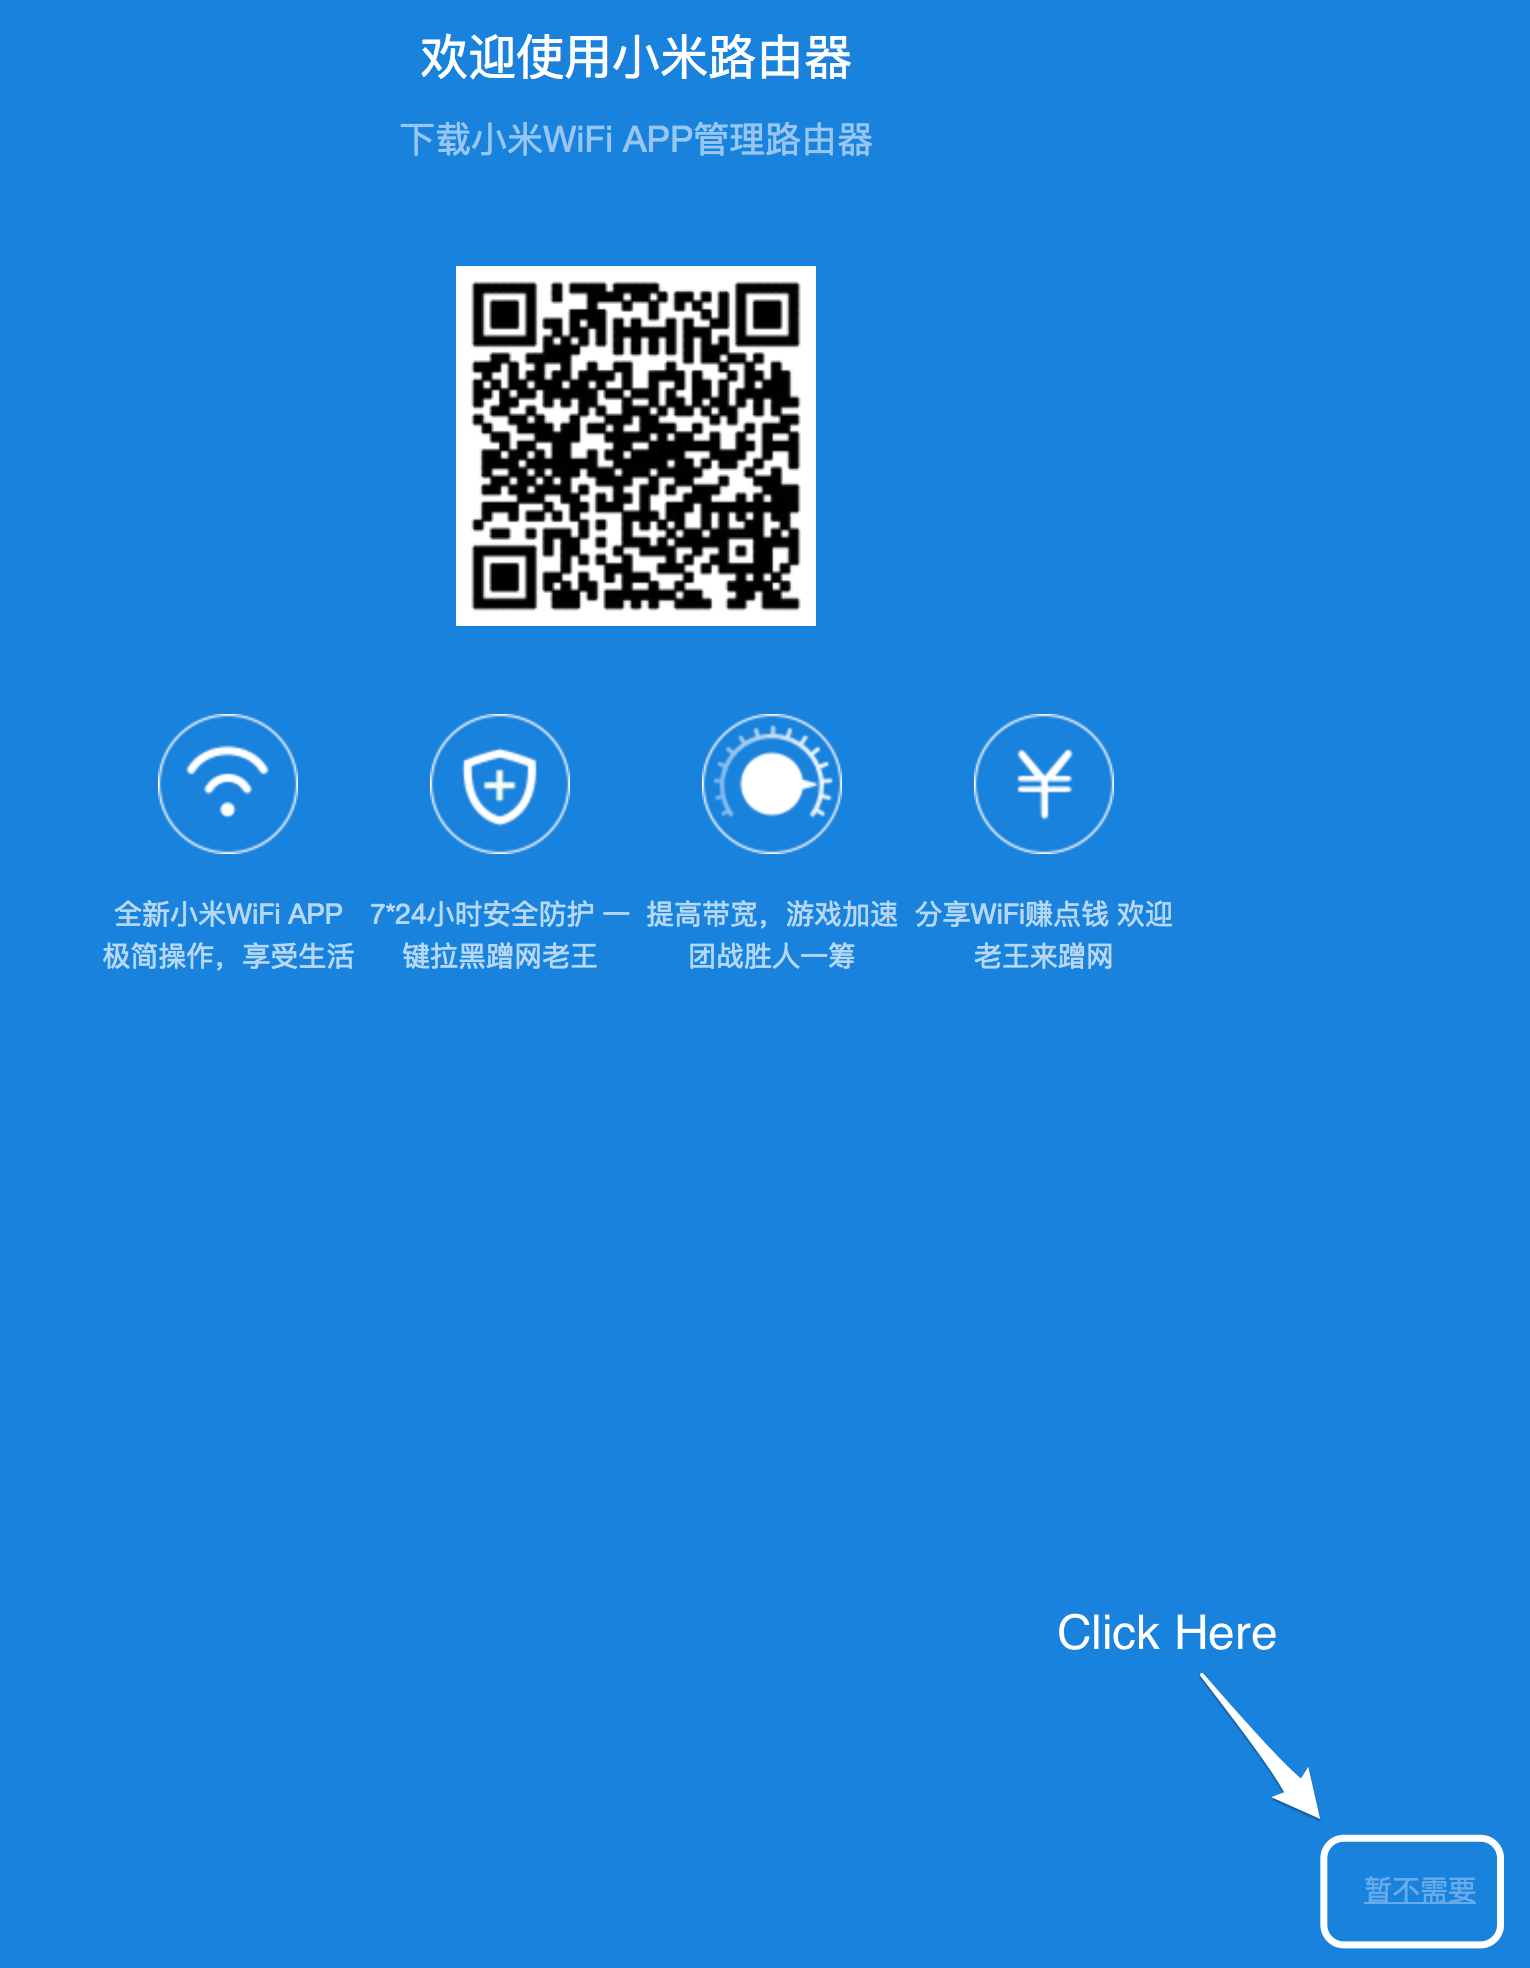 欢迎使用小米路由器
下载小米WiFi APP管理路由器
全新小米WiFi APP
极简操作，享受生活
7*24小时安全防护 一
键拉黑蹭网老王
提高带宽，游戏加速
团战胜人一筹
分享WiFi赚点钱 欢迎
老王来蹭网
Click Here
暂不需要